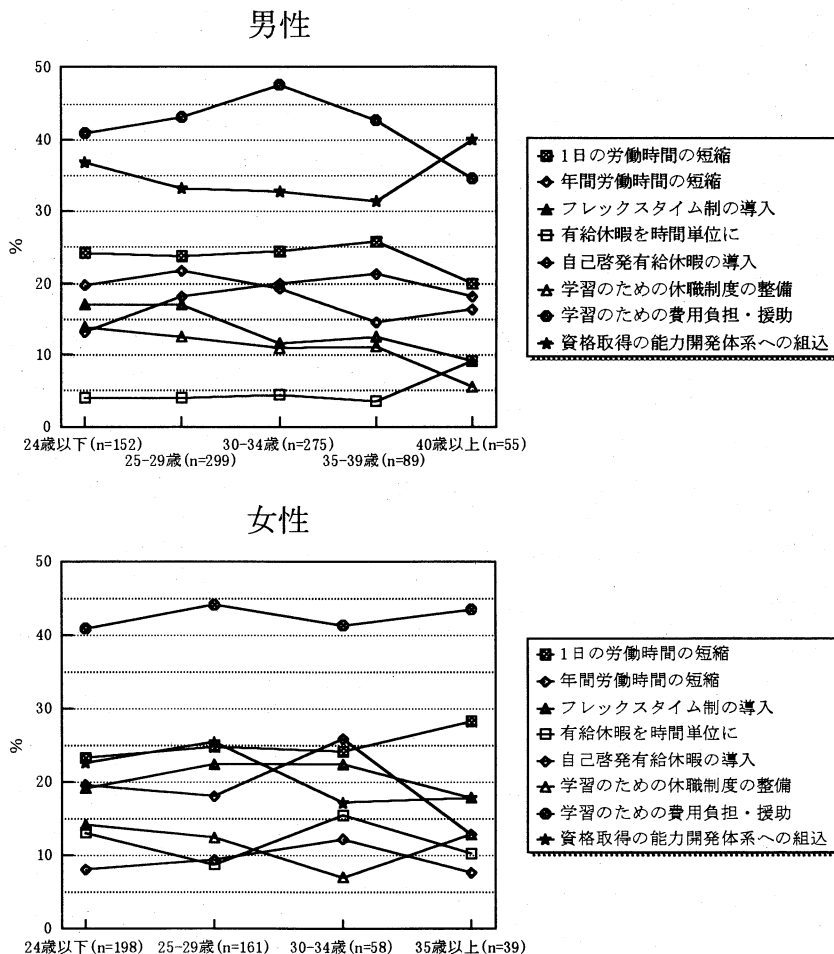 男性
50
40
30
20
10
0
%
24歳以下(n=152)
25-29歳(n=299)
30-34歳(n=275)
35-39歳(n=89)
40歳以上(n=55)
1日の労働時間の短縮
年間労働時間の短縮
フレックスタイム制の導入
有給休暇を時間単位に
自己啓発有給休暇の導入
学習のための休職制度の整備
学習のための費用負担・援助
資格取得の能力開発体系への組込
女性
50
40
30
20
10
0
%
24歳以下(n=198)
25-29歳(n=161)
30-34歳(n=58)
35歳以上(n=39)
1日の労働時間の短縮
年間労働時間の短縮
フレックスタイム制の導入
有給休暇を時間単位に
自己啓発有給休暇の導入
学習のための休職制度の整備
学習のための費用負担・援助
資格取得の能力開発体系への組込